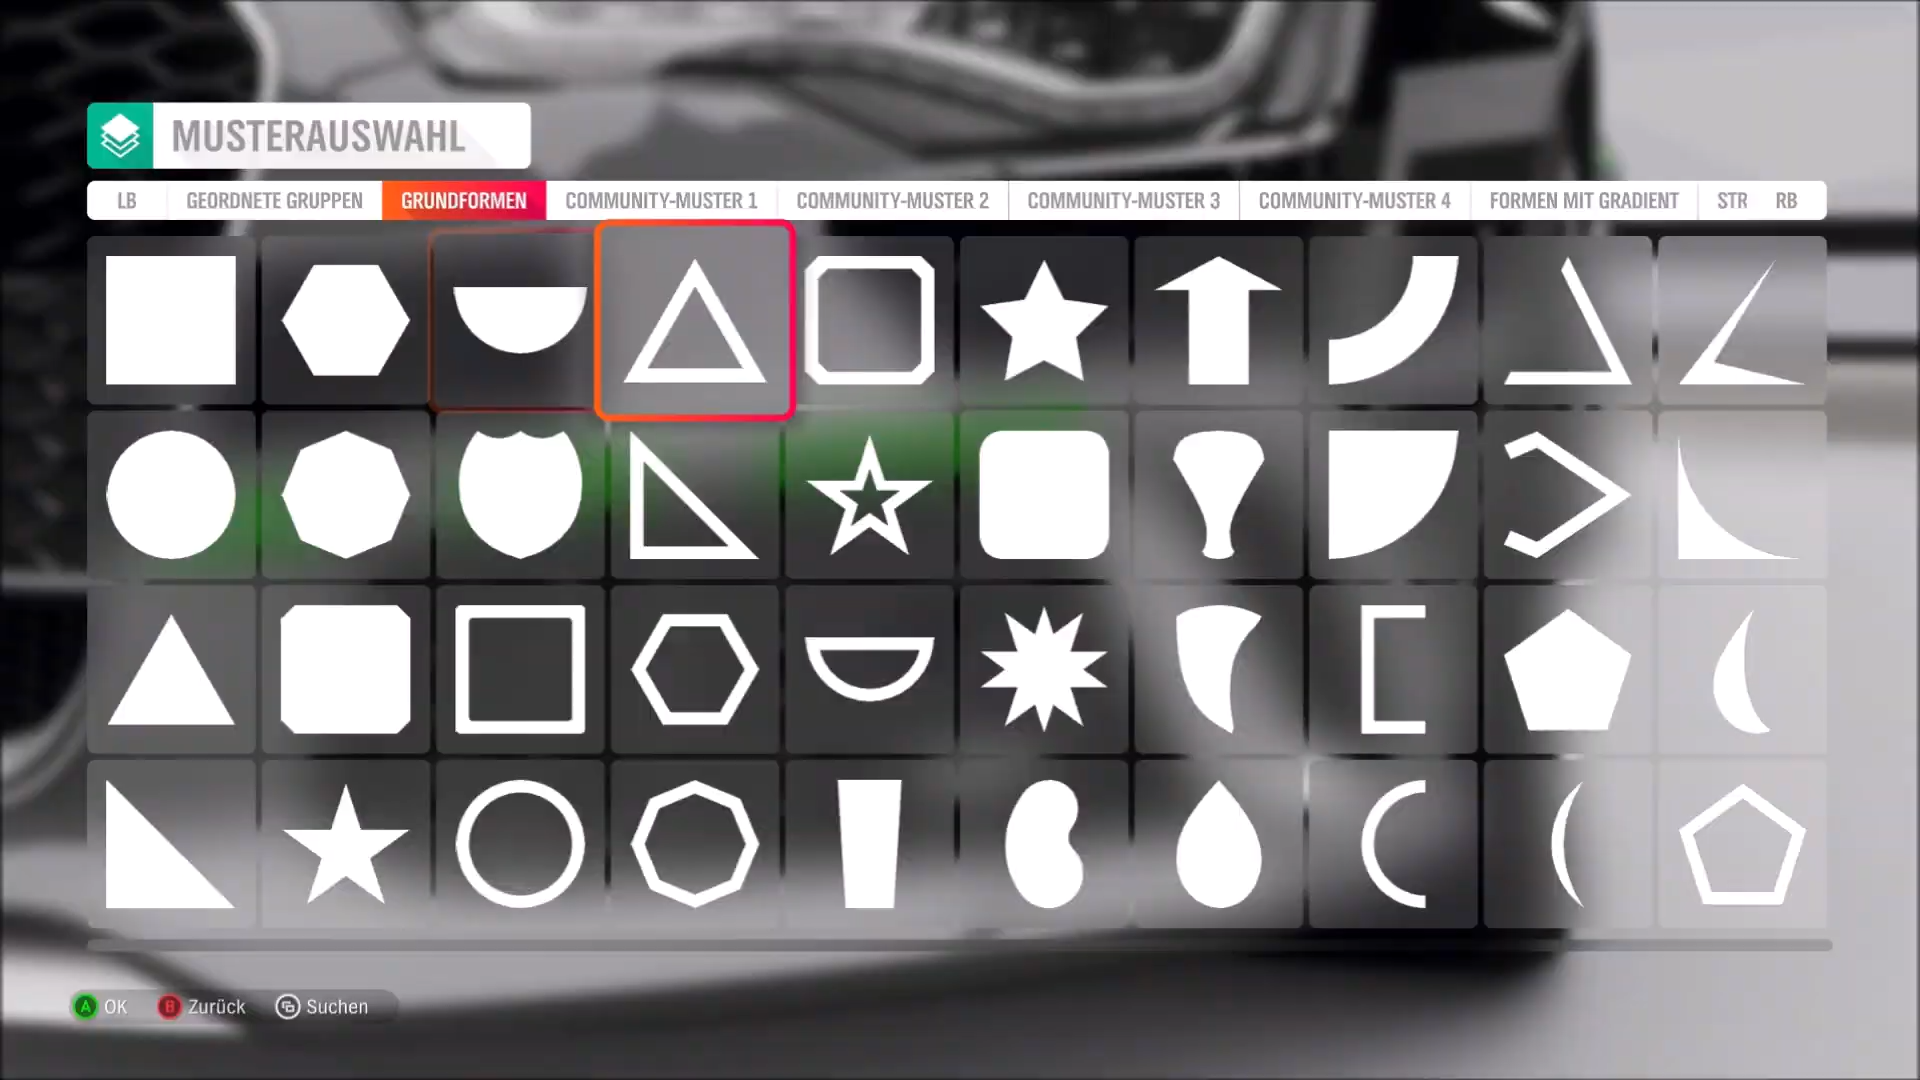 MUSTERAUSWAHL
LB GEORDNETE GRUPPEN GRUNDFORMEN COMMUNITY-MUSTER 1 COMMUNITY-MUSTER 2 COMMUNITY-MUSTER 3 COMMUNITY-MUSTER 4 FORMEN MIT GRADIENT STR RB
A OK B Zurück Suchen